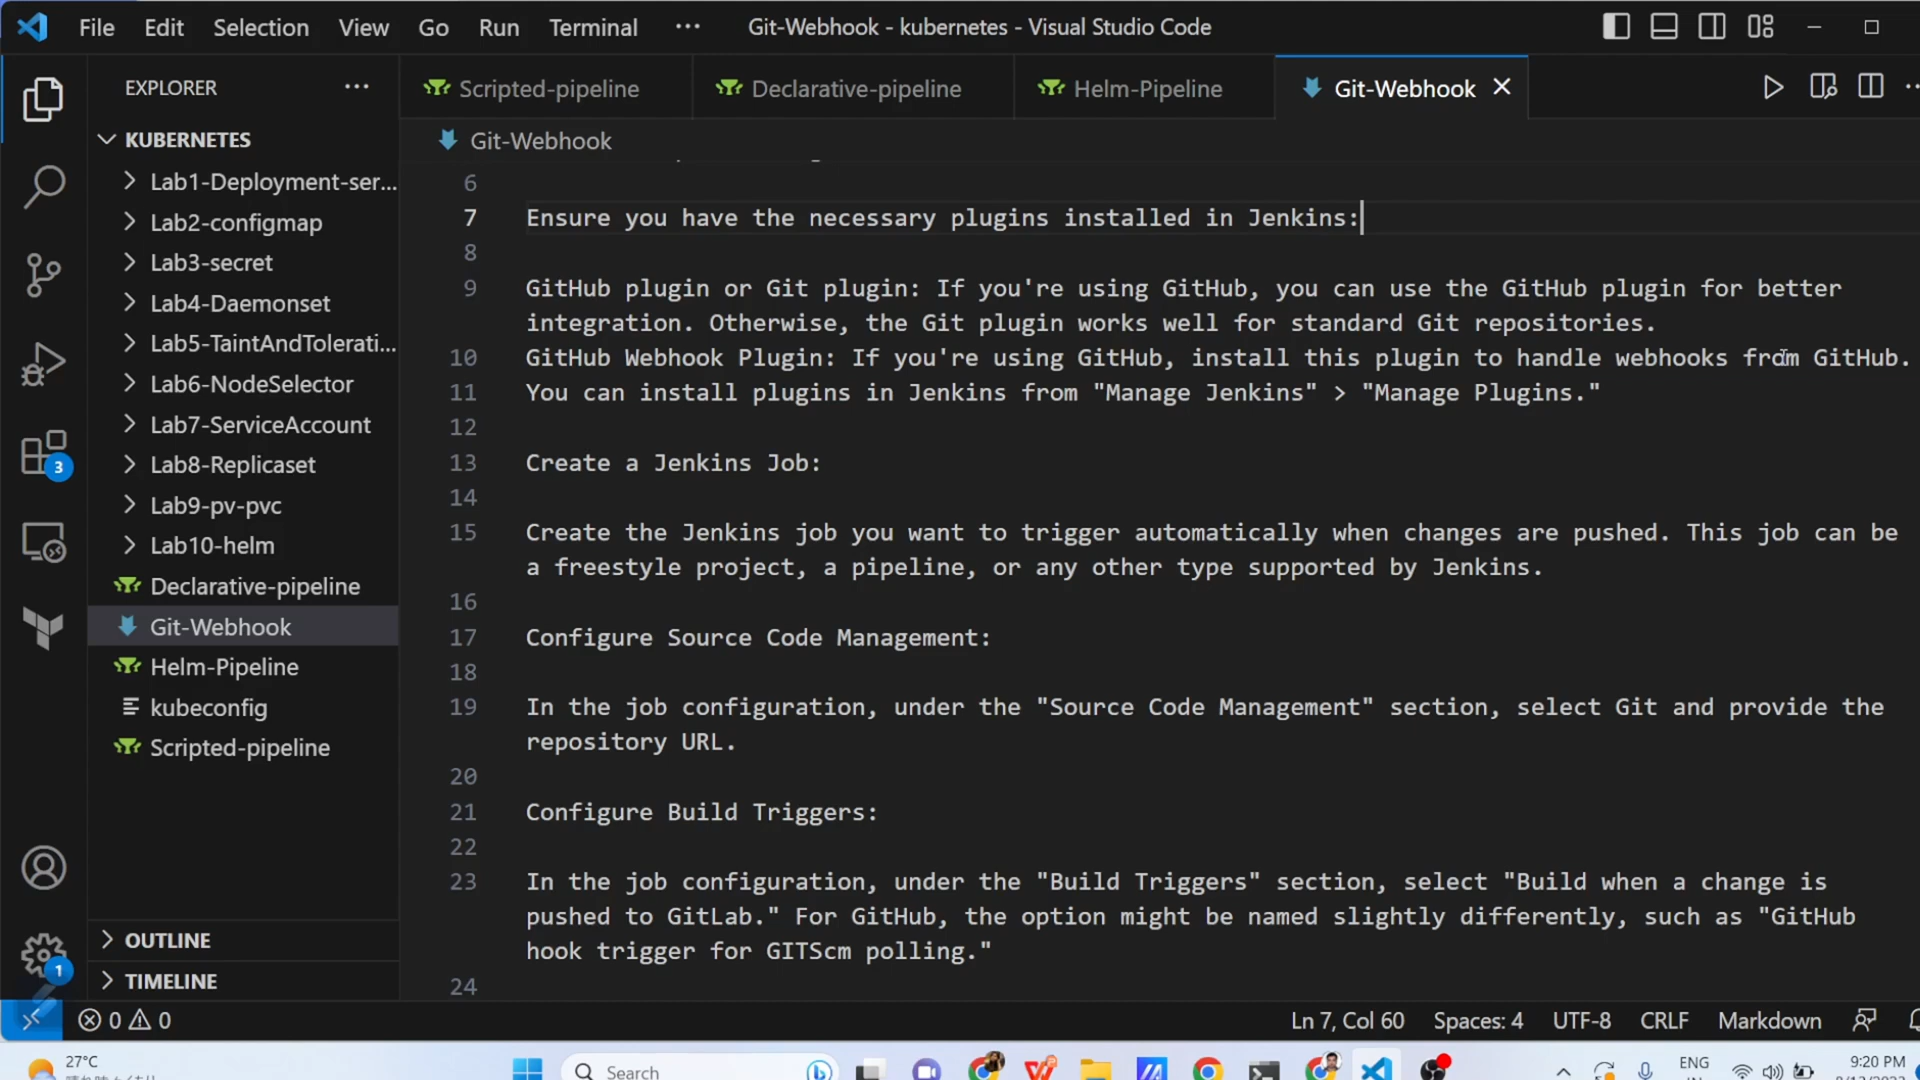 File Edit Selection View Go Run Terminal ··· Git-Webhook - kubernetes - Visual Studio Code
EXPLORER ···
Scripted-pipeline Declarative-pipeline Helm-Pipeline Git-Webhook
KUBERNETES
Git-Webhook
Lab1-Deployment-ser...
Lab2-configmap
Lab3-secret
Lab4-Daemonset
Lab5-TaintAndTolerati...
Lab6-NodeSelector
Lab7-ServiceAccount
Lab8-Replicaset
Lab9-pv-pvc
Lab10-helm
Declarative-pipeline
Git-Webhook
Helm-Pipeline
kubeconfig
Scripted-pipeline
OUTLINE
TIMELINE
3
1
6
7 Ensure you have the necessary plugins installed in Jenkins:
8
9 GitHub plugin or Git plugin: If you're using GitHub, you can use the GitHub plugin for better
integration. Otherwise, the Git plugin works well for standard Git repositories.
10 GitHub Webhook Plugin: If you're using GitHub, install this plugin to handle webhooks from GitHub.
11 You can install plugins in Jenkins from "Manage Jenkins" > "Manage Plugins."
12
13 Create a Jenkins Job:
14
15 Create the Jenkins job you want to trigger automatically when changes are pushed. This job can be
a freestyle project, a pipeline, or any other type supported by Jenkins.
16
17 Configure Source Code Management:
18
19 In the job configuration, under the "Source Code Management" section, select Git and provide the
repository URL.
20
21 Configure Build Triggers:
22
23 In the job configuration, under the "Build Triggers" section, select "Build when a change is
pushed to GitLab." For GitHub, the option might be named slightly differently, such as "GitHub
hook trigger for GITScm polling."
24
0 0 Ln 7, Col 60 Spaces: 4 UTF-8 CRLF Markdown
27°C
Search
ENG
9:20 PM